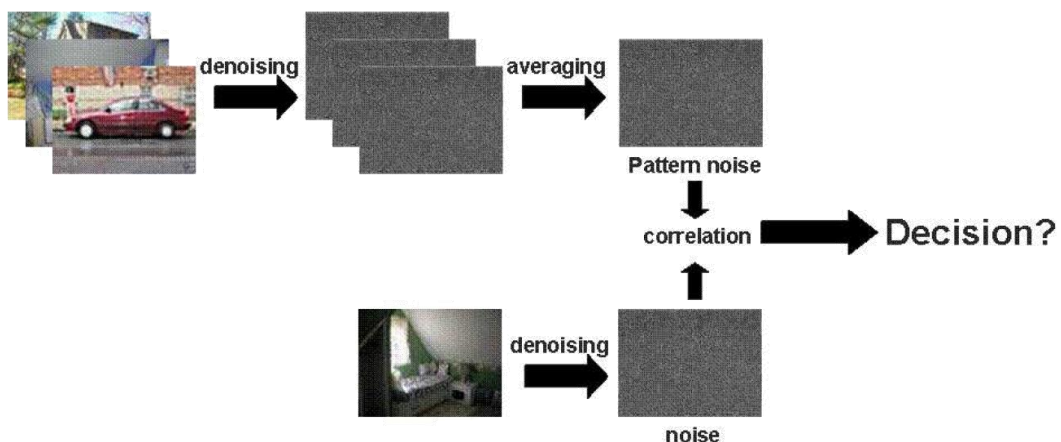 denoising
averaging
Pattern noise
correlation
Decision?
denoising
noise